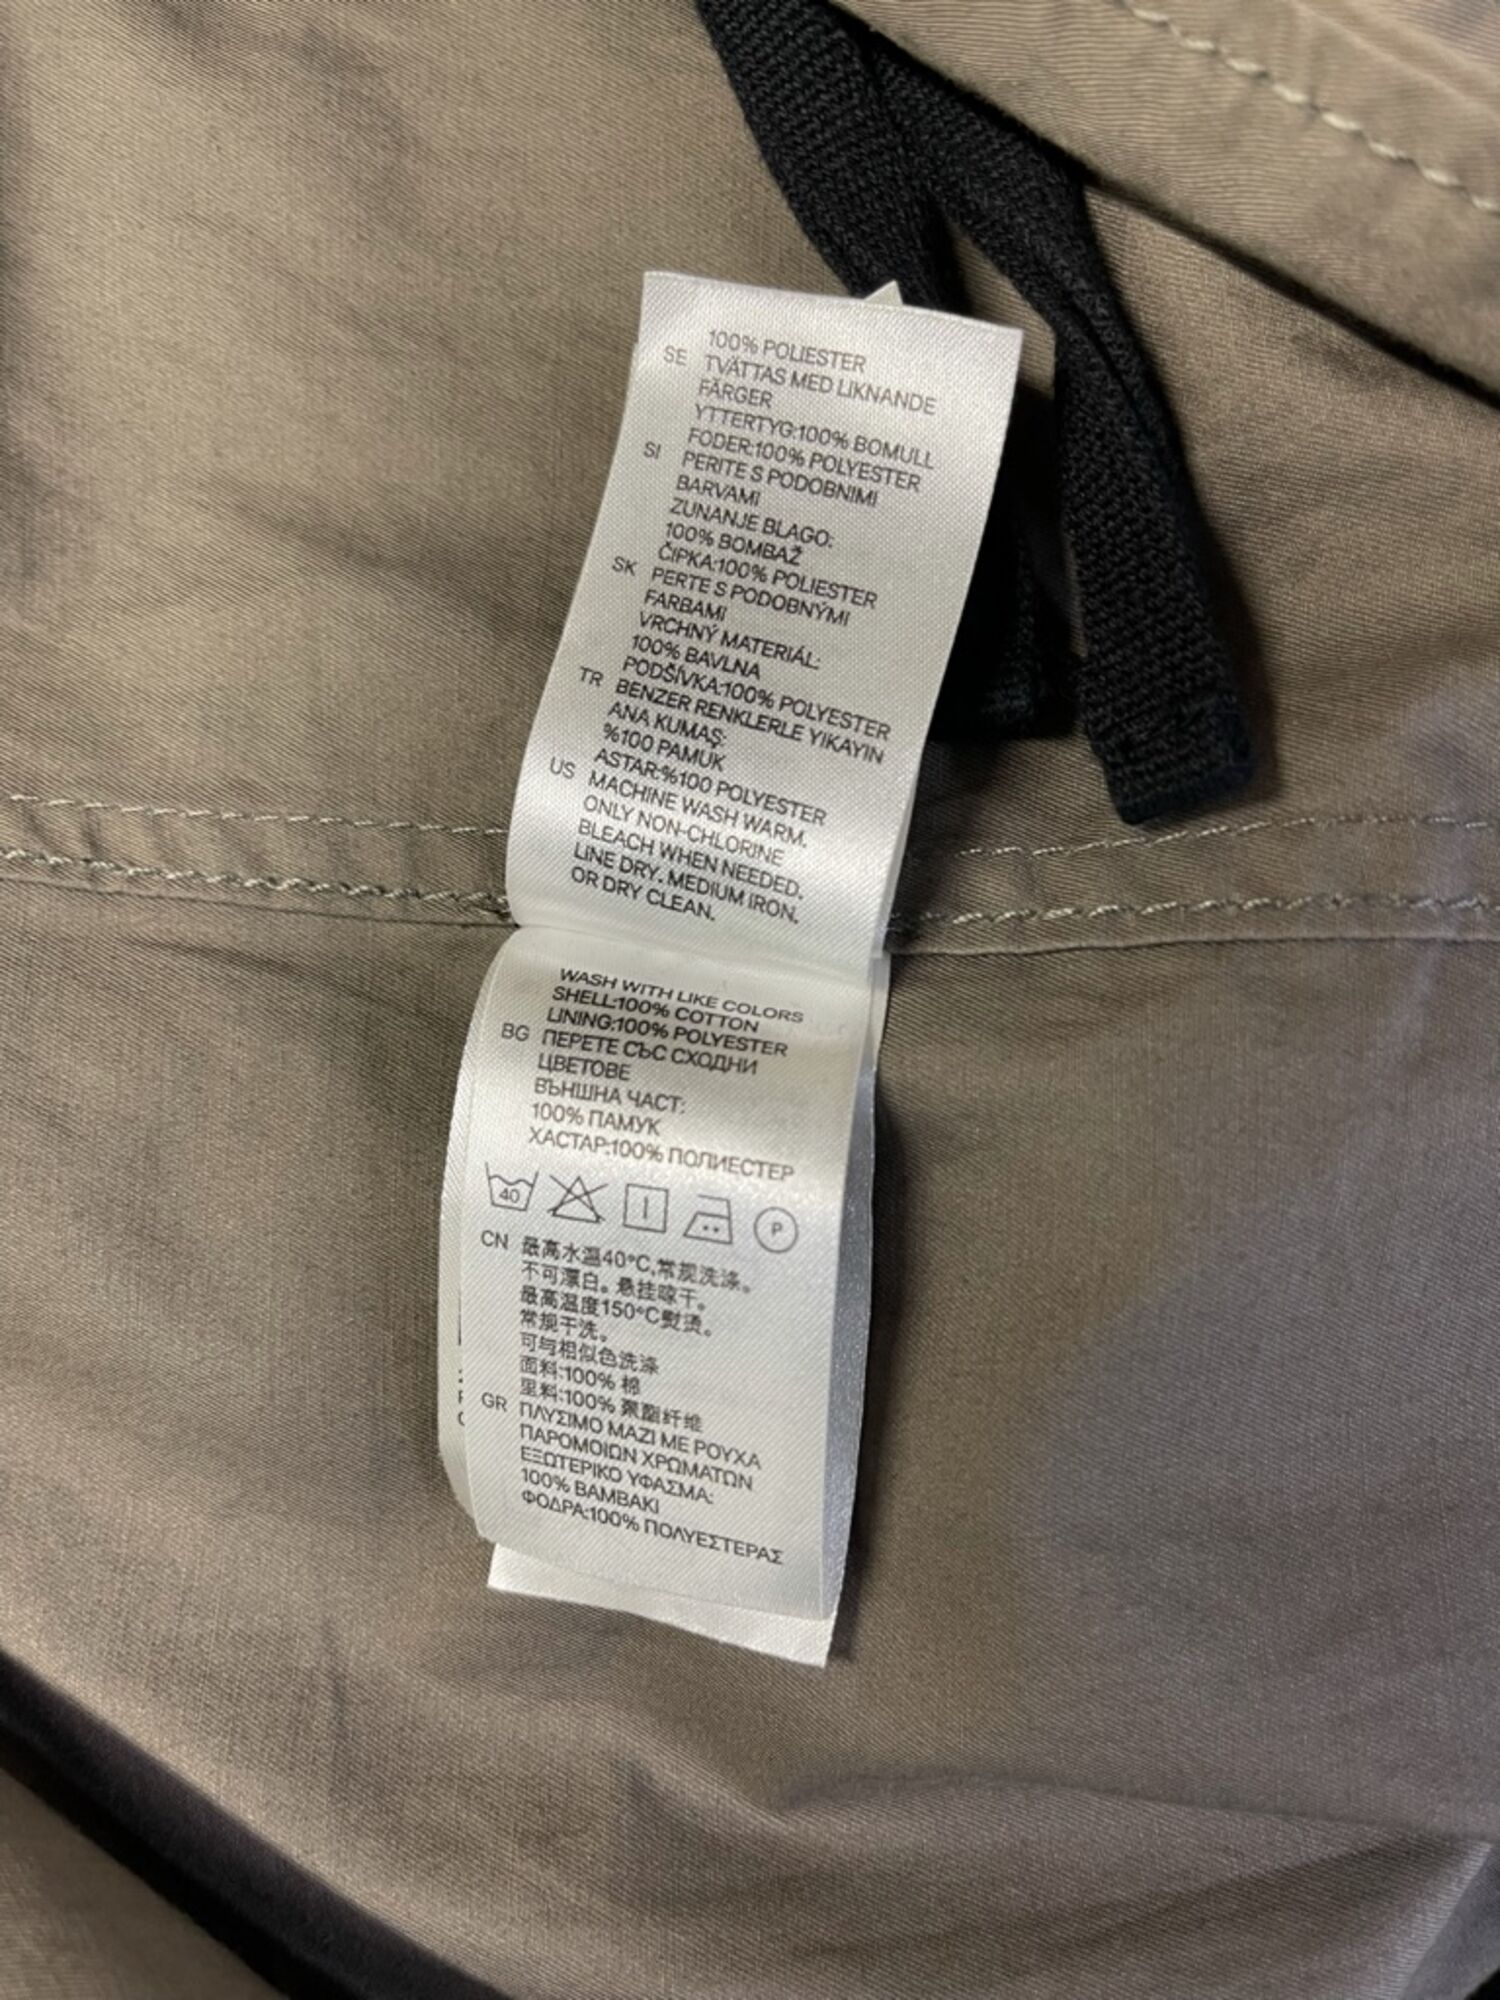 100% POLIESTER
SE TVÄTTAS MED LIKNANDE
FÄRGER
YTTERTYG:100% BOMULL
FODER:100% POLYESTER
SI PERITE S PODOBNIMI
BARVAMI
ZUNANJE BLAGO:
100% BOMBAŽ
ČIPKA:100% POLIESTER
SK PERTE S PODOBNÝMI
FARBAMI
VRCHNÝ MATERIÁL:
100% BAVLNA
PODŠÍVKA:100% POLYESTER
TR BENZER RENKLERLE YIKAYIN
ANA KUMAŞ:
%100 PAMUK
ASTAR:%100 POLYESTER
US MACHINE WASH WARM.
ONLY NON-CHLORINE
BLEACH WHEN NEEDED.
LINE DRY. MEDIUM IRON.
OR DRY CLEAN.
WASH WITH LIKE COLORS
SHELL:100% COTTON
LINING:100% POLYESTER
BG ПЕРЕТЕ СЪС СХОДНИ
ЦВЕТОВЕ
ВЪНШНА ЧАСТ:
100% ПАМУК
ХАСТАР:100% ПОЛИЕСТЕР
40 P
CN 最高水温40°C,常规洗涤。
不可漂白。悬挂晾干。
最高温度150°C熨烫。
常规干洗。
可与相似色洗涤
面料:100% 棉
里料:100% 聚酯纤维
GR ΠΛΥΣΙΜΟ ΜΑΖΙ ΜΕ ΡΟΥΧΑ
ΠΑΡΟΜΟΙΩΝ ΧΡΩΜΑΤΩΝ
ΕΞΩΤΕΡΙΚΟ ΥΦΑΣΜΑ:
100% ΒΑΜΒΑΚΙ
ΦΟΔΡΑ:100% ΠΟΛΥΕΣΤΕΡΑΣ